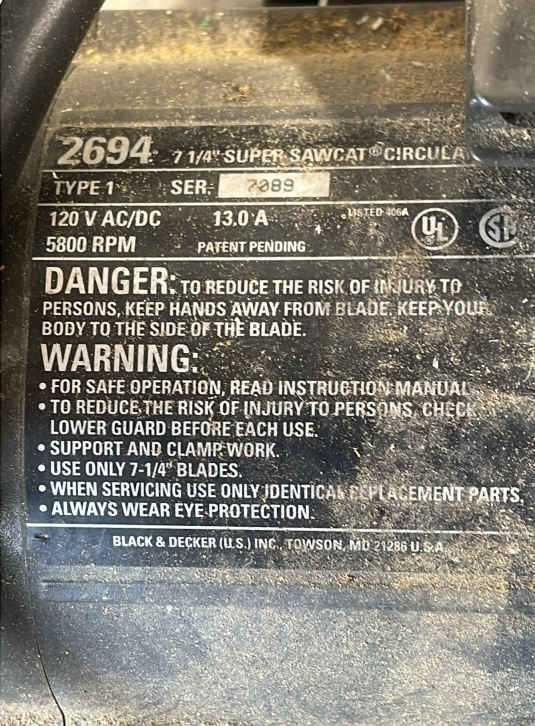 2694 7 1/4" SUPER SAWCAT® CIRCULA
TYPE 1 SER. 7089
120 V AC/DC 13.0 A LISTED 406A UL
5800 RPM PATENT PENDING
DANGER: TO REDUCE THE RISK OF INJURY TO
PERSONS, KEEP HANDS AWAY FROM BLADE. KEEP YOUR
BODY TO THE SIDE OF THE BLADE.
WARNING:
• FOR SAFE OPERATION, READ INSTRUCTION MANUAL
• TO REDUCE THE RISK OF INJURY TO PERSONS, CHECK
LOWER GUARD BEFORE EACH USE.
• SUPPORT AND CLAMP WORK.
• USE ONLY 7-1/4" BLADES.
• WHEN SERVICING USE ONLY IDENTICAL REPLACEMENT PARTS.
• ALWAYS WEAR EYE PROTECTION.
BLACK & DECKER (U.S.) INC., TOWSON, MD 21286 U.S.A.